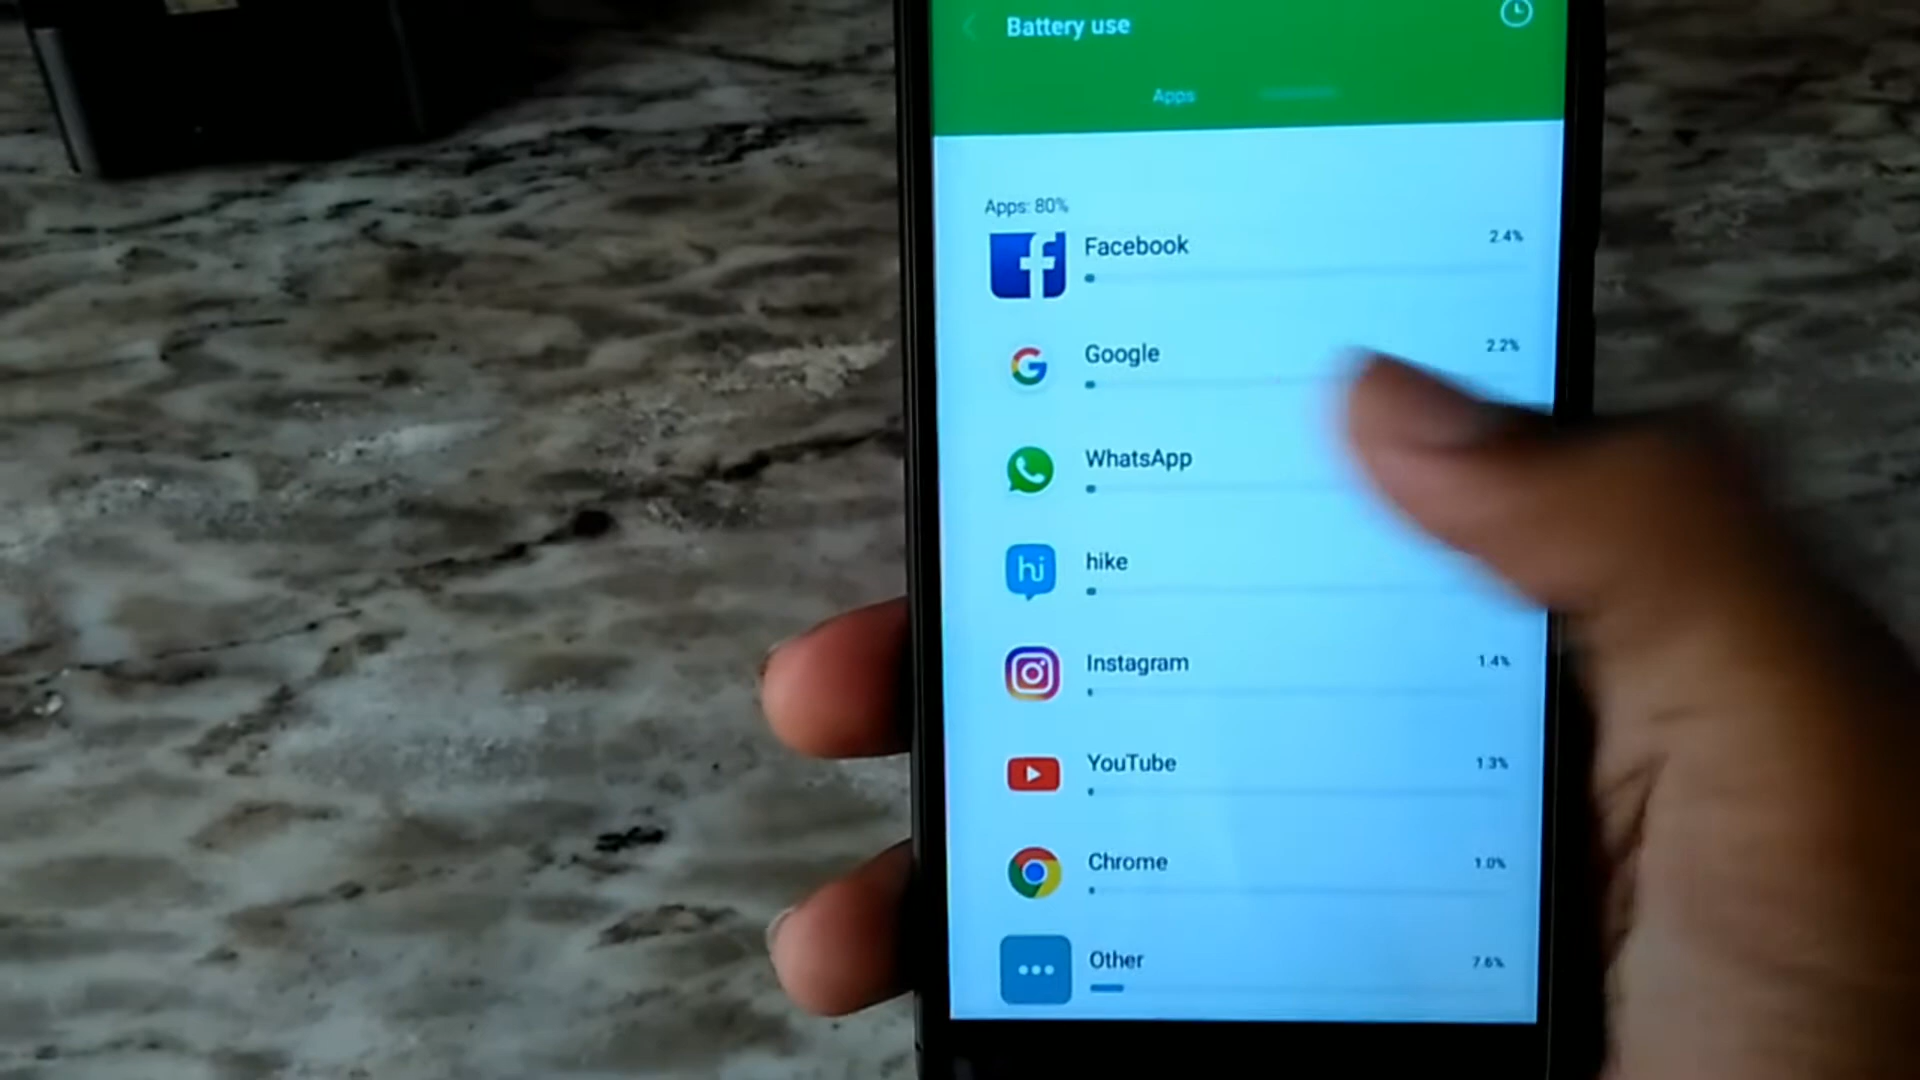 Battery use
Apps
Apps: 80%
Facebook 2.4%
Google 2.2%
WhatsApp
hike
hi
Instagram 1.4%
YouTube 1.3%
Chrome 1.0%
Other 7.6%